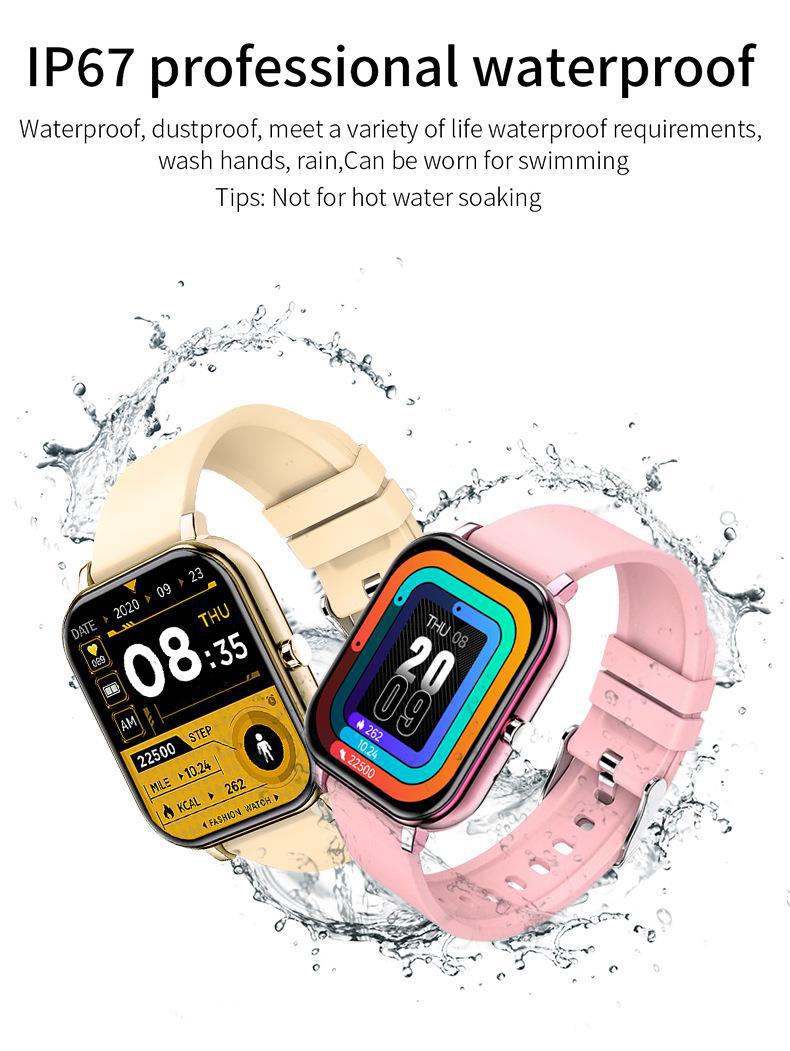 IP67 professional waterproof
Waterproof, dustproof, meet a variety of life waterproof requirements,
wash hands, rain,Can be worn for swimming
Tips: Not for hot water soaking
DATE 2020 09 23
THU
089
08:35
AM
STEP
22500
MILE 10.24
KCAL 262
FASHION WATCH
THU 08
20
09
262
10.24
22500